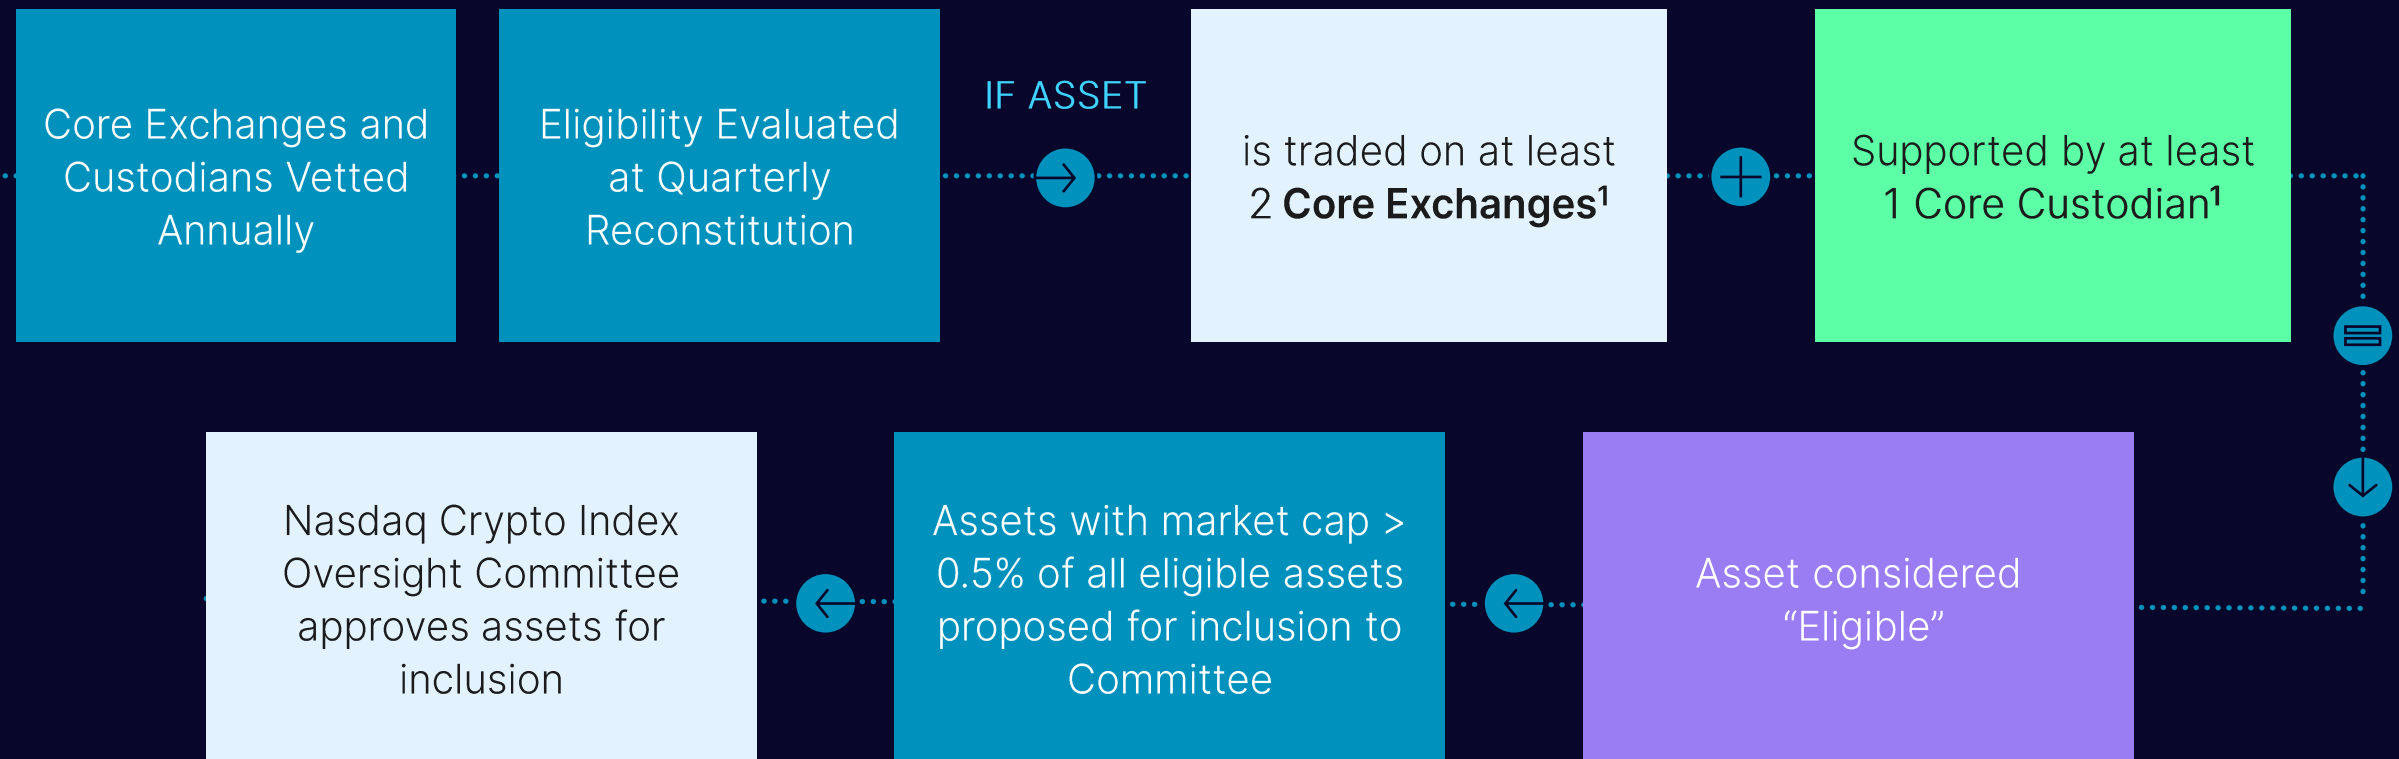 Core Exchanges and
Custodians Vetted
Annually
Eligibility Evaluated
at Quarterly
Reconstitution
IF ASSET
is traded on at least
2 Core Exchanges¹
Supported by at least
1 Core Custodian¹
Asset considered
“Eligible”
Assets with market cap >
0.5% of all eligible assets
proposed for inclusion to
Committee
Nasdaq Crypto Index
Oversight Committee
approves assets for
inclusion